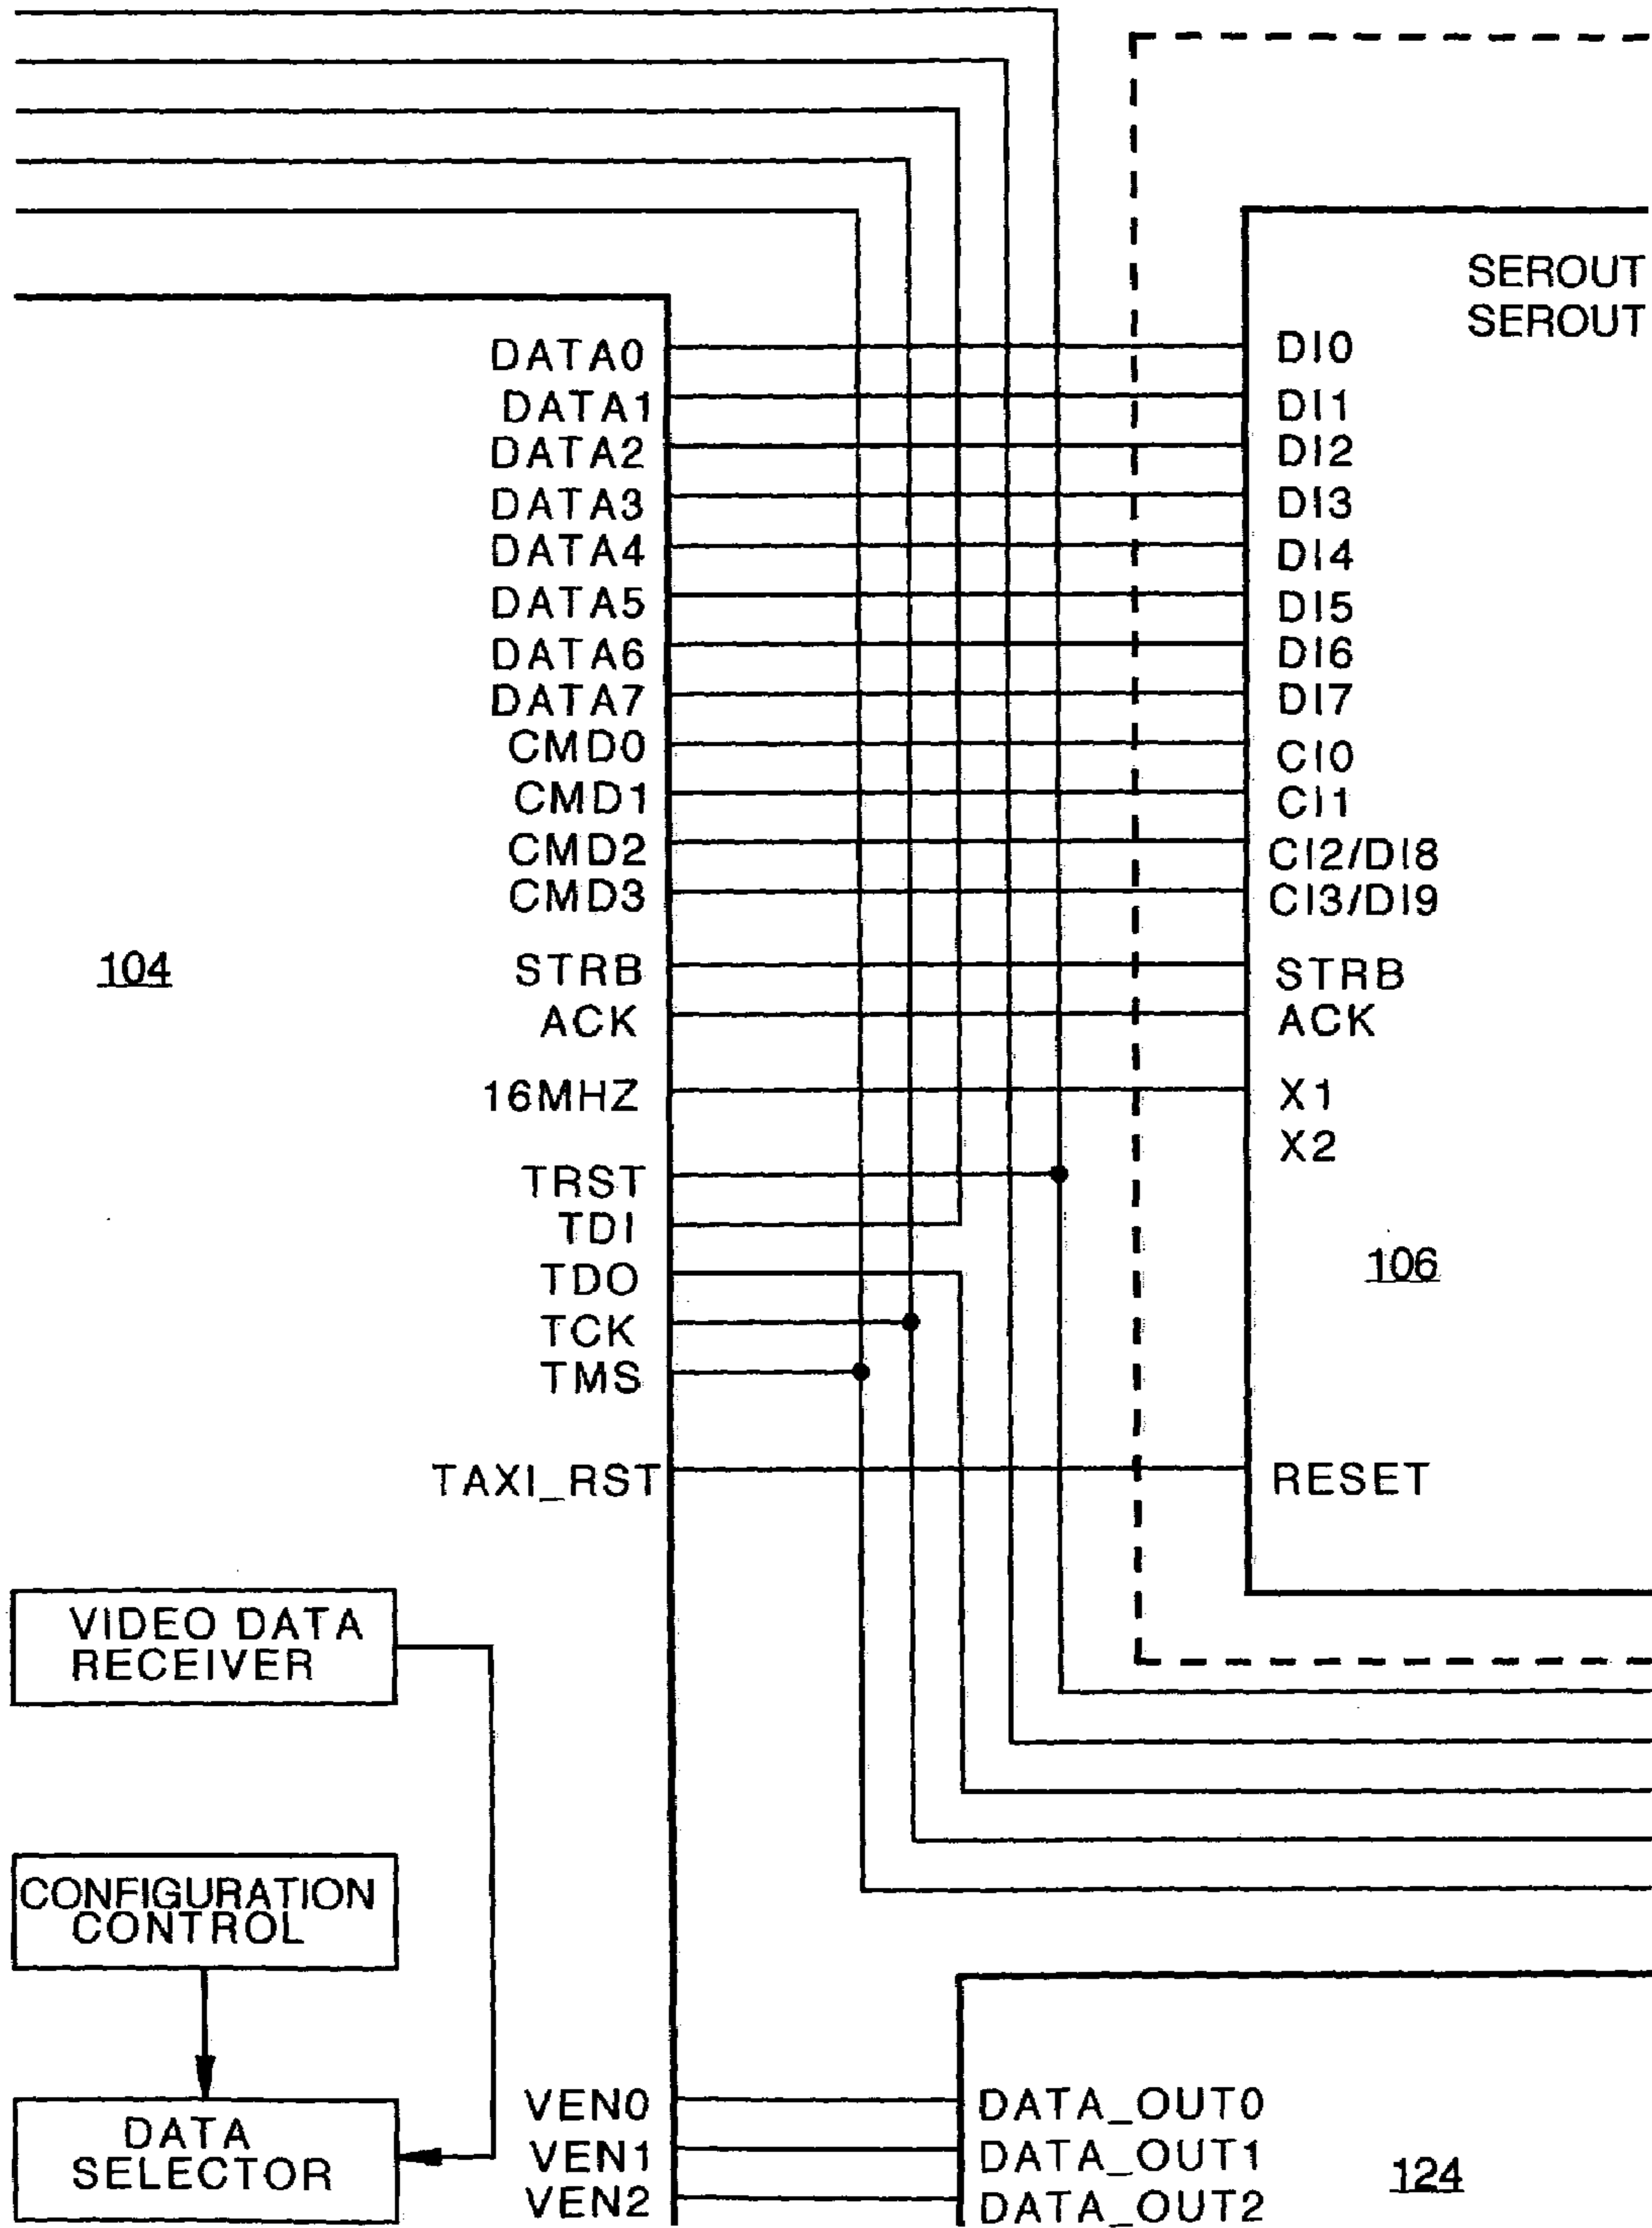 SEROUT
SEROUT
DATA0
DATA1
DATA2
DATA3
DATA4
DATA5
DATA6
DATA7
CMD0
CMD1
CMD2
CMD3
STRB
ACK
16MHZ
TRST
TDI
TDO
TCK
TMS
TAXI_RST
104
DI0
DI1
DI2
DI3
DI4
DI5
DI6
DI7
CI0
CI1
CI2/DI8
CI3/DI9
STRB
ACK
X1
X2
106
RESET
VIDEO DATA
RECEIVER
CONFIGURATION
CONTROL
DATA
SELECTOR
VEN0
VEN1
VEN2
DATA_OUT0
DATA_OUT1
DATA_OUT2
124